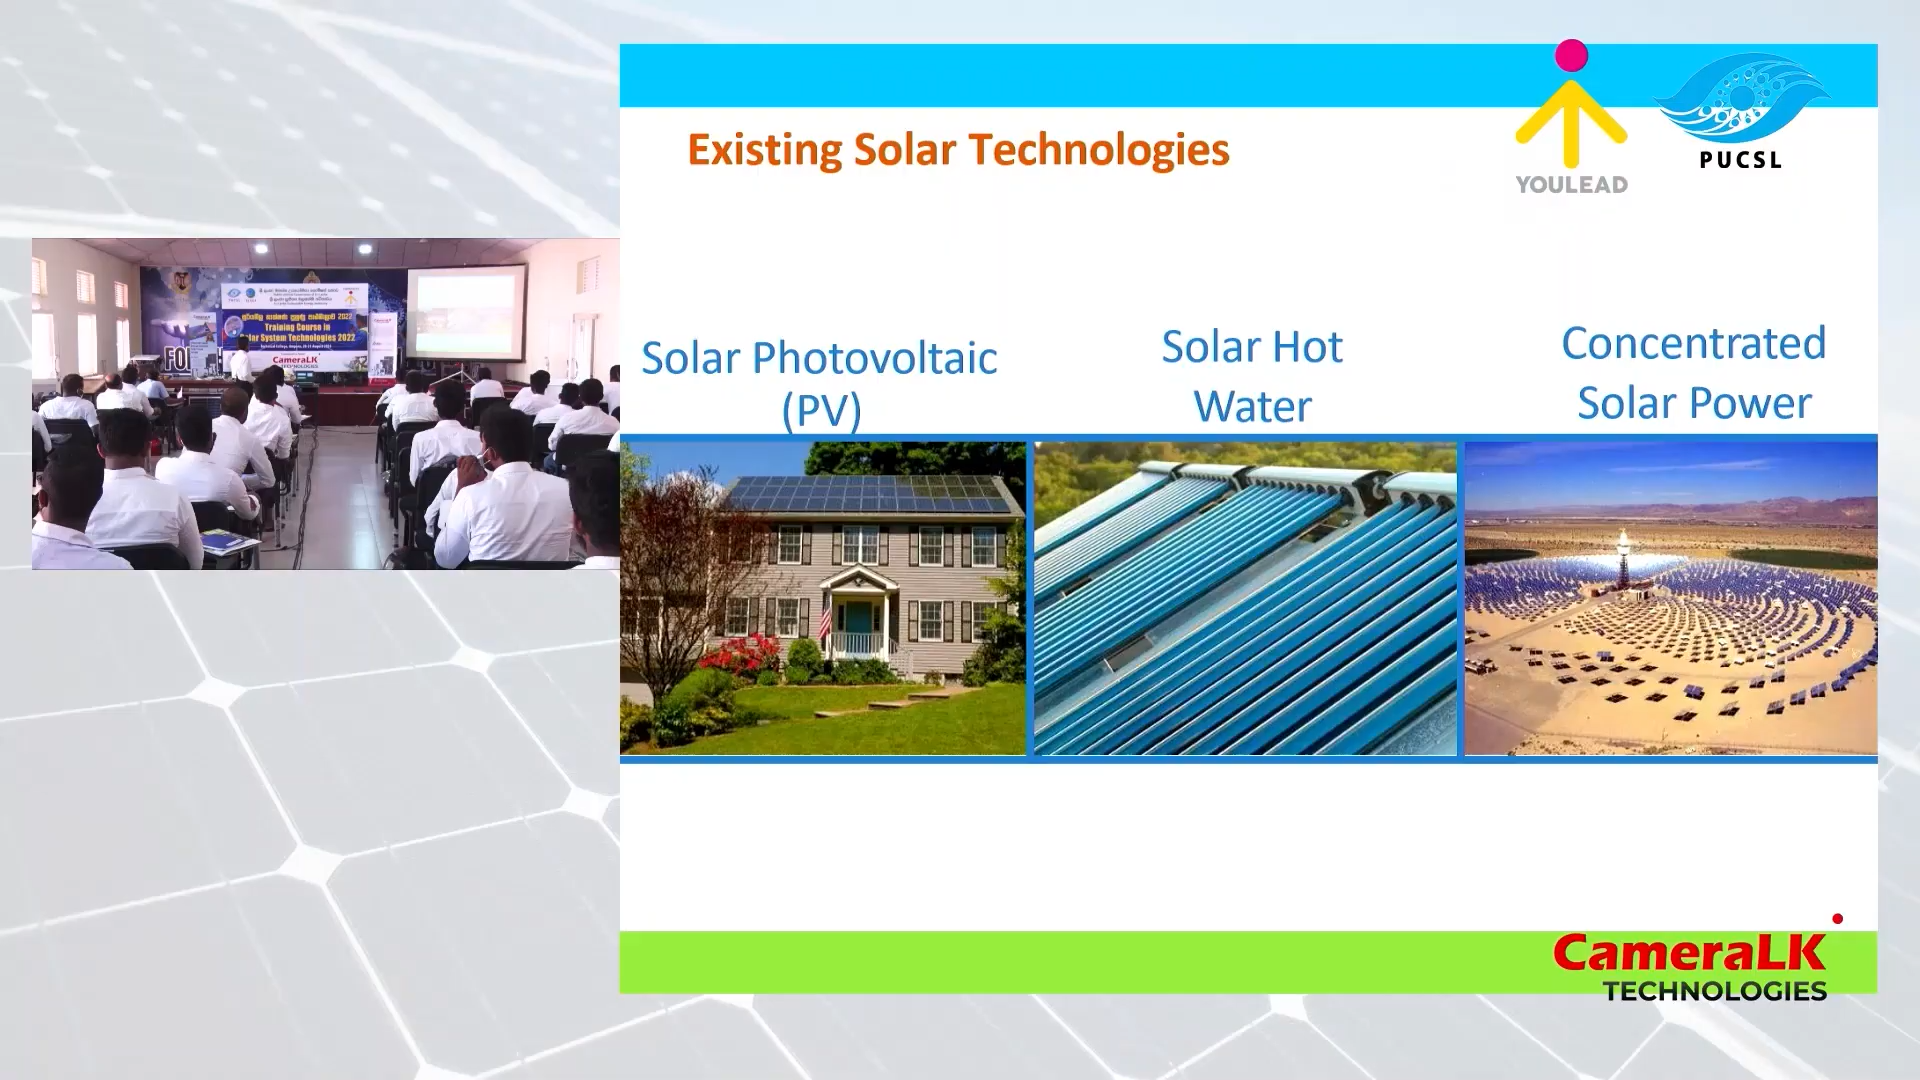 Existing Solar Technologies
YOULEAD
PUCSL
Solar Photovoltaic
(PV)
Solar Hot
Water
Concentrated
Solar Power
2022
Training Course in
Solar System Technologies 2022
CameraLK
TECHNOLOGIES
CameraLK
TECHNOLOGIES